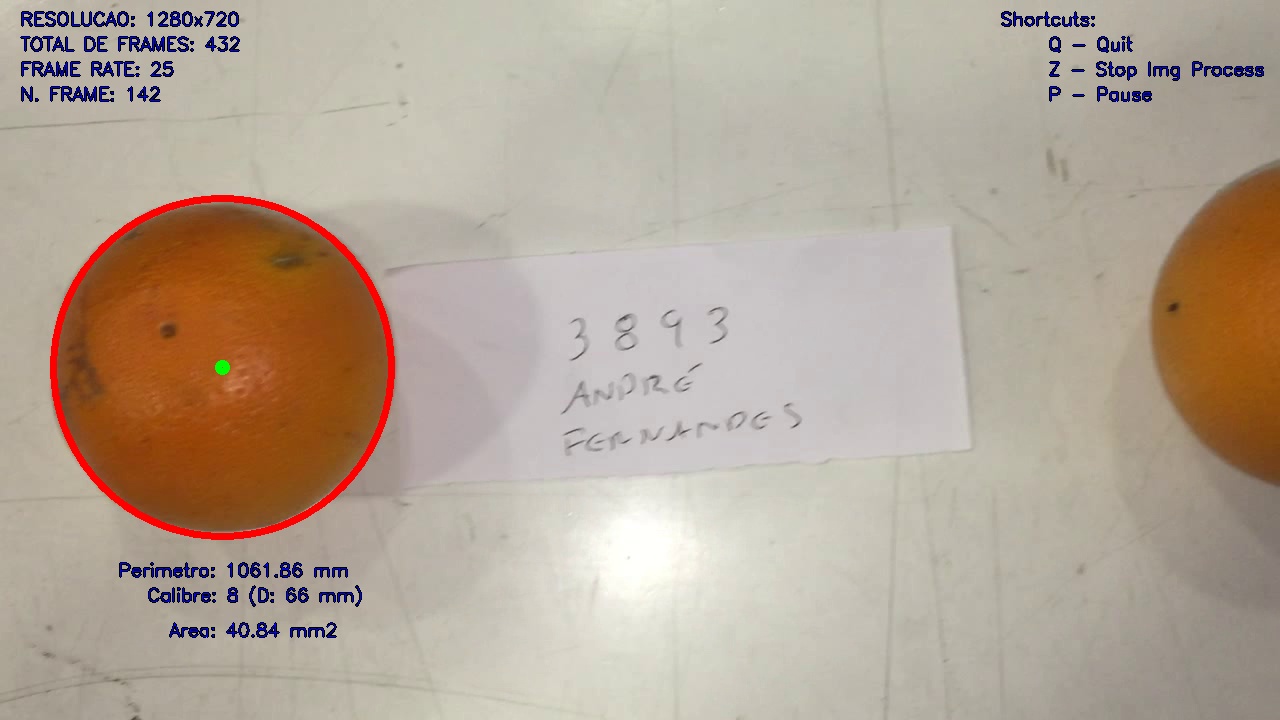 RESOLUCAO: 1280x720
TOTAL DE FRAMES: 432
FRAME RATE: 25
N. FRAME: 142
Shortcuts:
Q - Quit
Z - Stop Img Process
P - Pause
3893
ANDRÉ
FERNANDES
Perimetro: 1061.86 mm
Calibre: 8 (D: 66 mm)
Area: 40.84 mm2